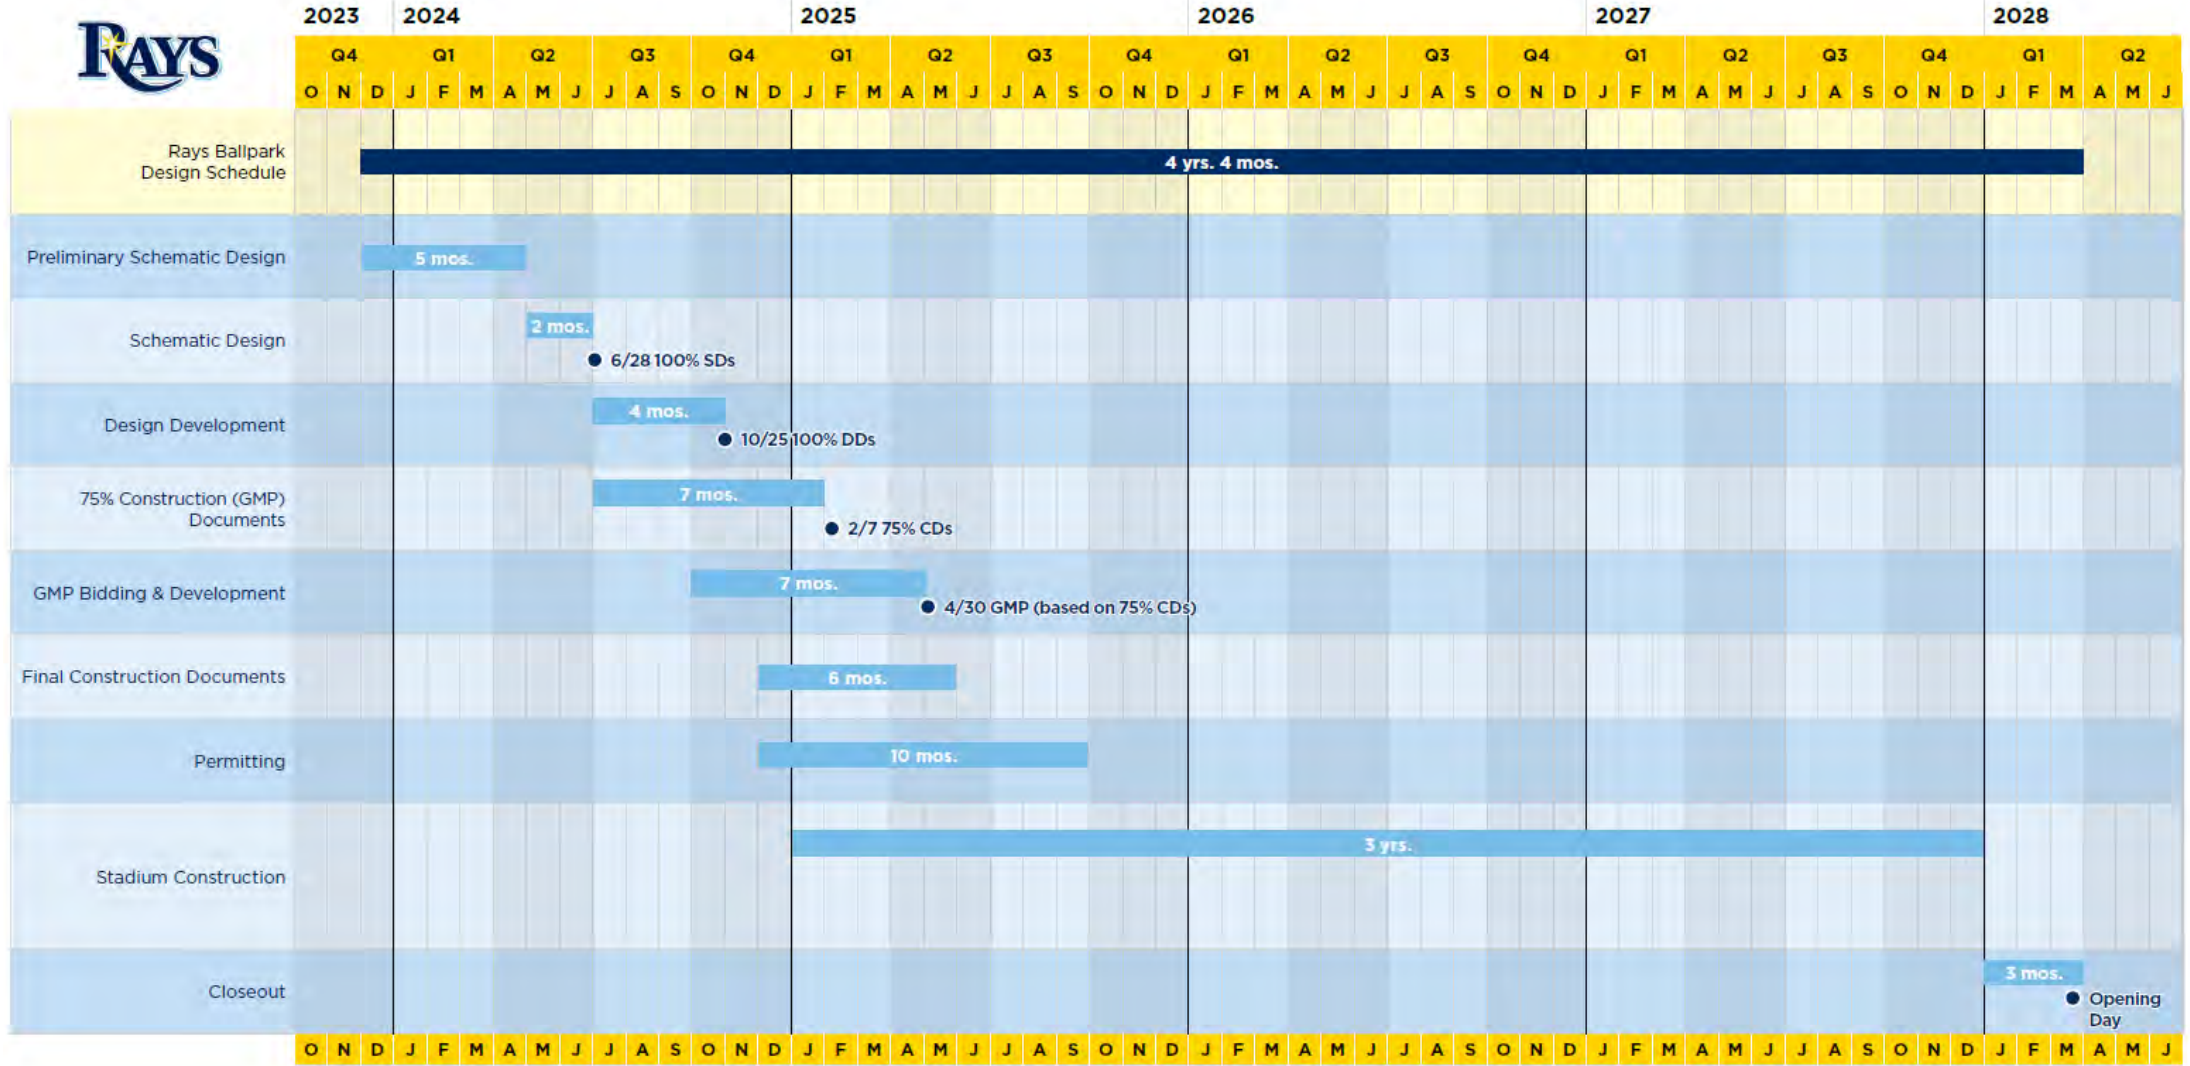 2023 2024 2025 2026 2027 2028
RAYS
Q4 Q1 Q2 Q3 Q4 Q1 Q2 Q3 Q4 Q1 Q2 Q3 Q4 Q1 Q2 Q3 Q4 Q1 Q2
O N D J F M A M J J A S O N D J F M A M J J A S O N D J F M A M J J A S O N D J F M A M J J A S O N D J F M A M J
Rays Ballpark
Design Schedule
4 yrs. 4 mos.
Preliminary Schematic Design
5 mos.
Schematic Design
2 mos.
6/28 100% SDs
Design Development
4 mos.
10/25 100% DDs
75% Construction (GMP)
Documents
7 mos.
2/7 75% CDs
GMP Bidding & Development
7 mos.
4/30 GMP (based on 75% CDs)
Final Construction Documents
6 mos.
Permitting
10 mos.
Stadium Construction
3 yrs.
Closeout
3 mos.
Opening
Day
O N D J F M A M J J A S O N D J F M A M J J A S O N D J F M A M J J A S O N D J F M A M J J A S O N D J F M A M J